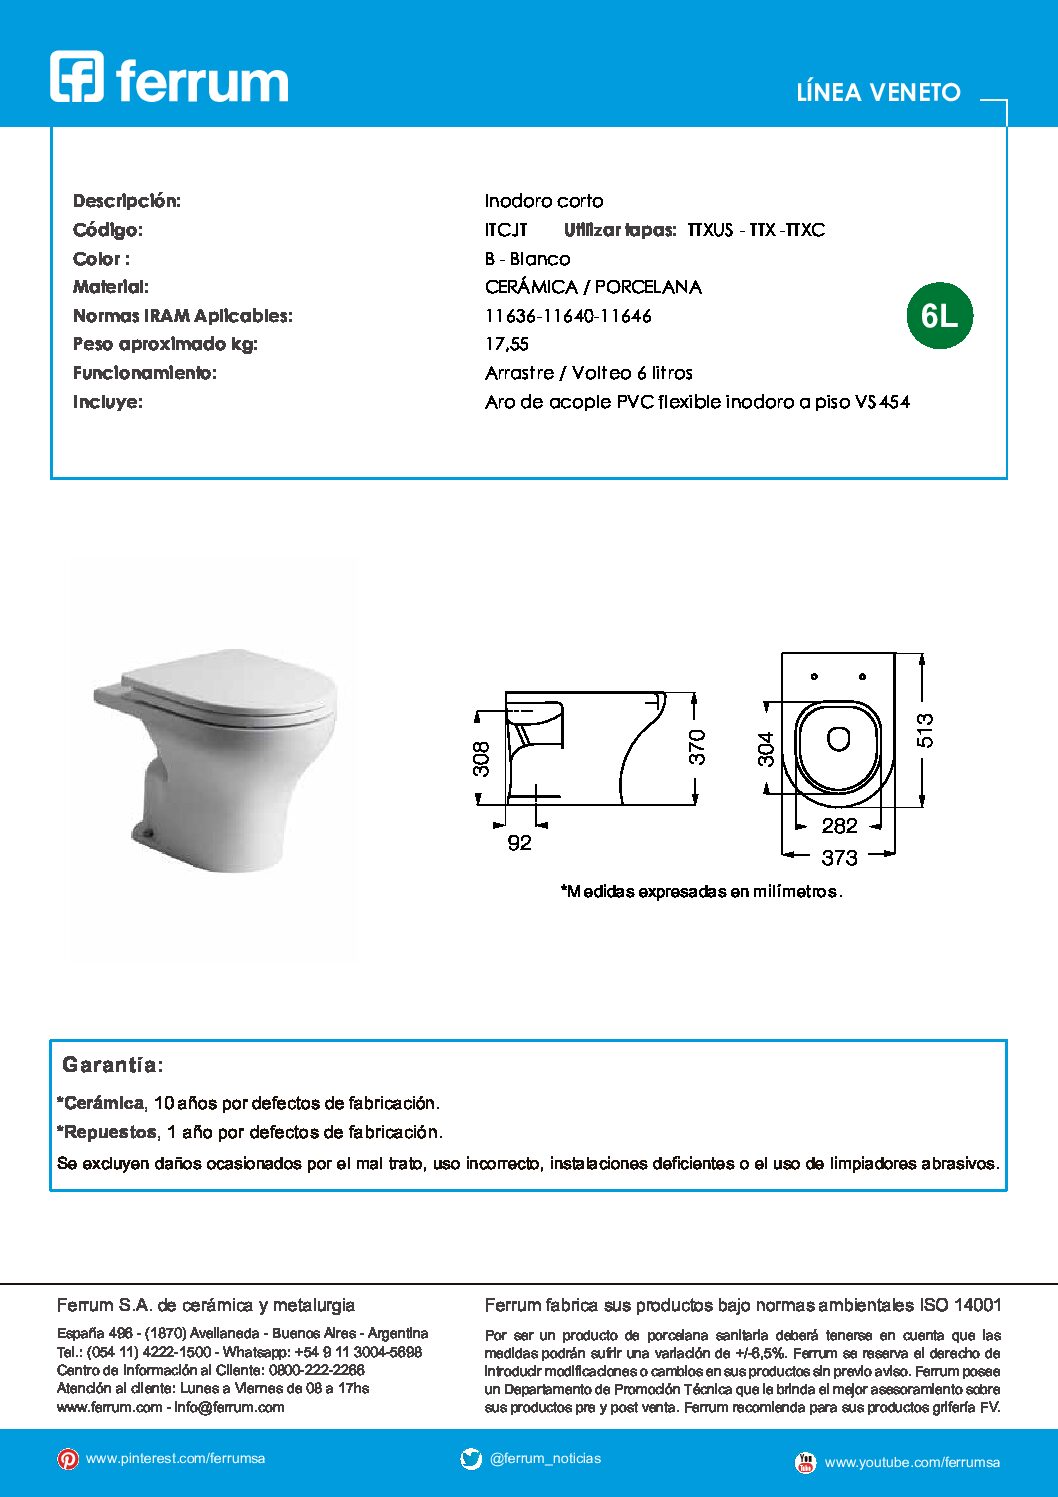 ferrum
LÍNEA VENETO
Descripción: Inodoro corto
Código: ITCJT Utilizar tapas: TTXUS - TTX -TTXC
Color : B - Blanco
Material: CERÁMICA / PORCELANA
Normas IRAM Aplicables: 11636-11640-11646
6L
Peso aproximado kg: 17,55
Funcionamiento: Arrastre / Volteo 6 litros
Incluye: Aro de acople PVC flexible inodoro a piso VS454
308
370
92
304
513
282
373
*Medidas expresadas en milímetros.
Garantía:
*Cerámica, 10 años por defectos de fabricación.
*Repuestos, 1 año por defectos de fabricación.
Se excluyen daños ocasionados por el mal trato, uso incorrecto, instalaciones deficientes o el uso de limpiadores abrasivos.
Ferrum S.A. de cerámica y metalurgia
España 496 - (1870) Avellaneda - Buenos Aires - Argentina
Tel.: (054 11) 4222-1500 - Whatsapp: +54 9 11 3004-5698
Centro de Información al Cliente: 0800-222-2266
Atención al cliente: Lunes a Viernes de 08 a 17hs
www.ferrum.com - info@ferrum.com
Ferrum fabrica sus productos bajo normas ambientales ISO 14001
Por ser un producto de porcelana sanitaria deberá tenerse en cuenta que las
medidas podrán sufrir una variación de +/-6,5%. Ferrum se reserva el derecho de
introducir modificaciones o cambios en sus productos sin previo aviso. Ferrum posee
un Departamento de Promoción Técnica que le brinda el mejor asesoramiento sobre
sus productos pre y post venta. Ferrum recomienda para sus productos grifería FV.
www.pinterest.com/ferrumsa
@ferrum_noticias
You Tube
www.youtube.com/ferrumsa